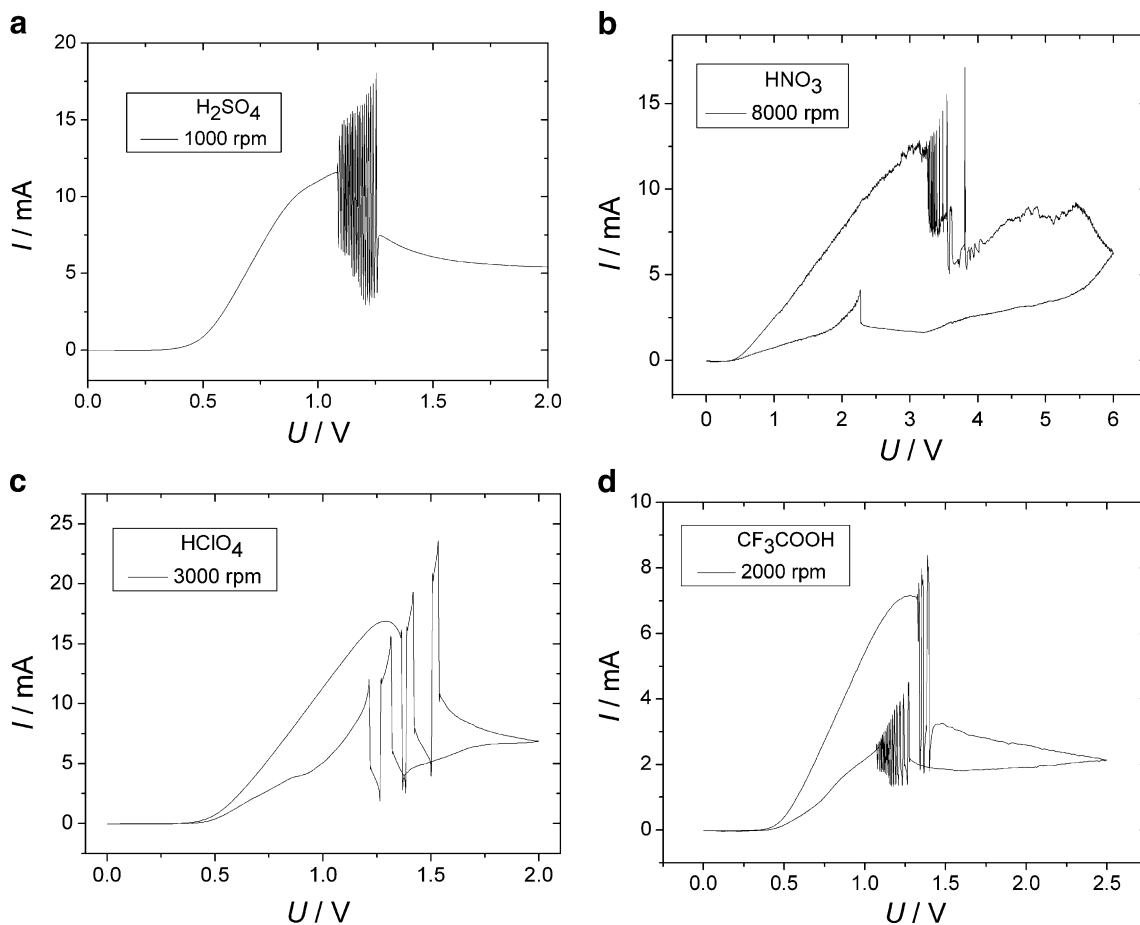 a
20
15
10
5
0
I / mA
H₂SO₄
1000 rpm
0.0 0.5 1.0 1.5 2.0
U / V
b
15
10
5
0
I / mA
HNO₃
8000 rpm
0 1 2 3 4 5 6
U / V
c
25
20
15
10
5
0
I / mA
HClO₄
3000 rpm
0.0 0.5 1.0 1.5 2.0
U / V
d
10
8
6
4
2
0
I / mA
CF₃COOH
2000 rpm
0.0 0.5 1.0 1.5 2.0 2.5
U / V